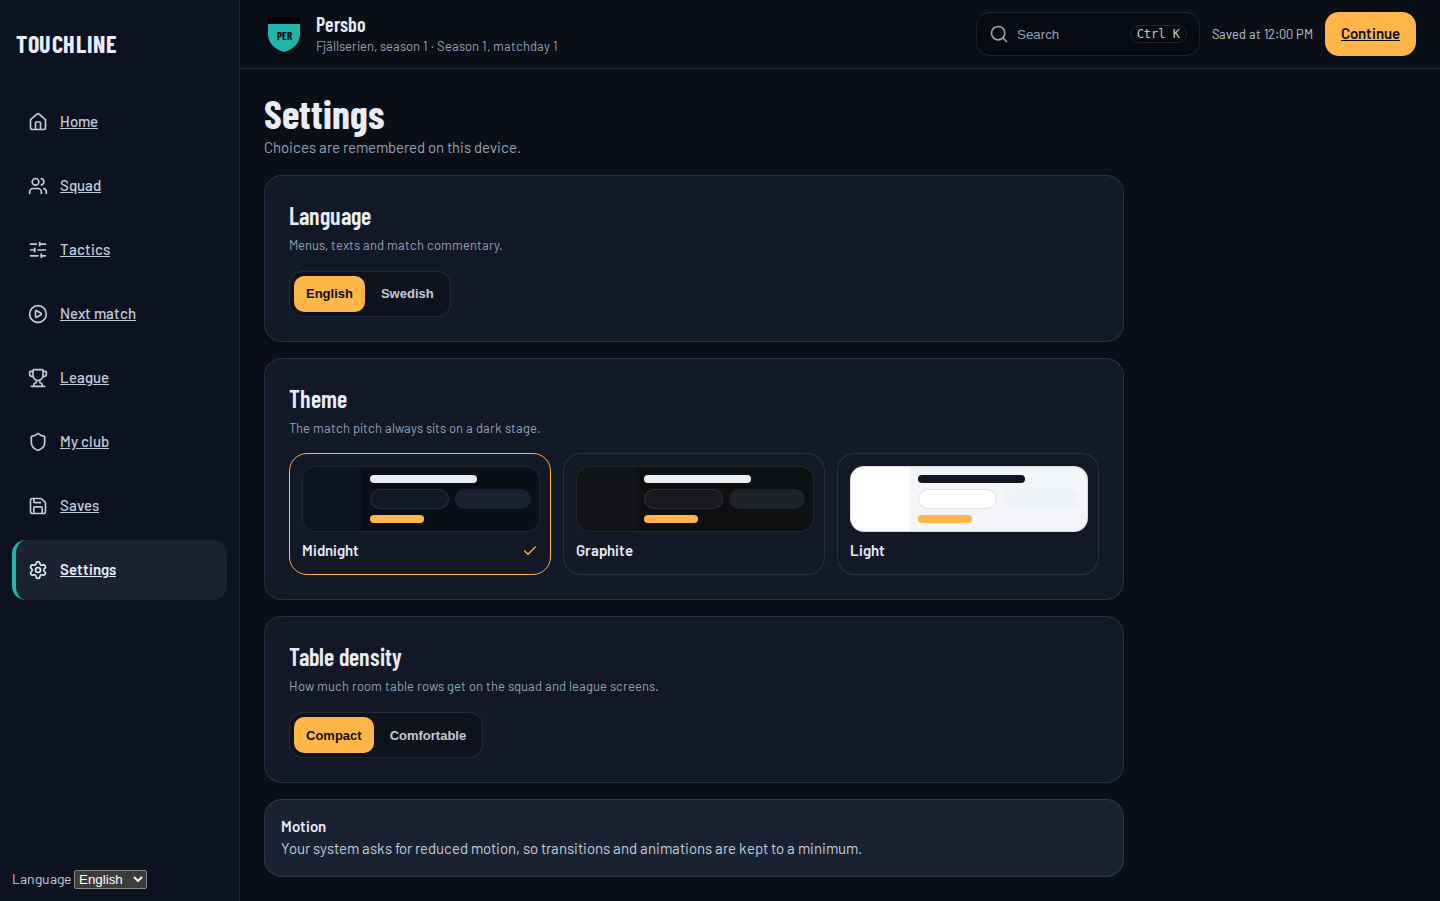 TOUCHLINE
Home
Squad
Tactics
Next match
League
My club
Saves
Settings
Language English
PER
Persbo
Fjällserien, season 1 · Season 1, matchday 1
Search
Ctrl K
Saved at 12:00 PM
Continue
Settings
Choices are remembered on this device.
Language
Menus, texts and match commentary.
English
Swedish
Theme
The match pitch always sits on a dark stage.
Midnight
Graphite
Light
Table density
How much room table rows get on the squad and league screens.
Compact
Comfortable
Motion
Your system asks for reduced motion, so transitions and animations are kept to a minimum.